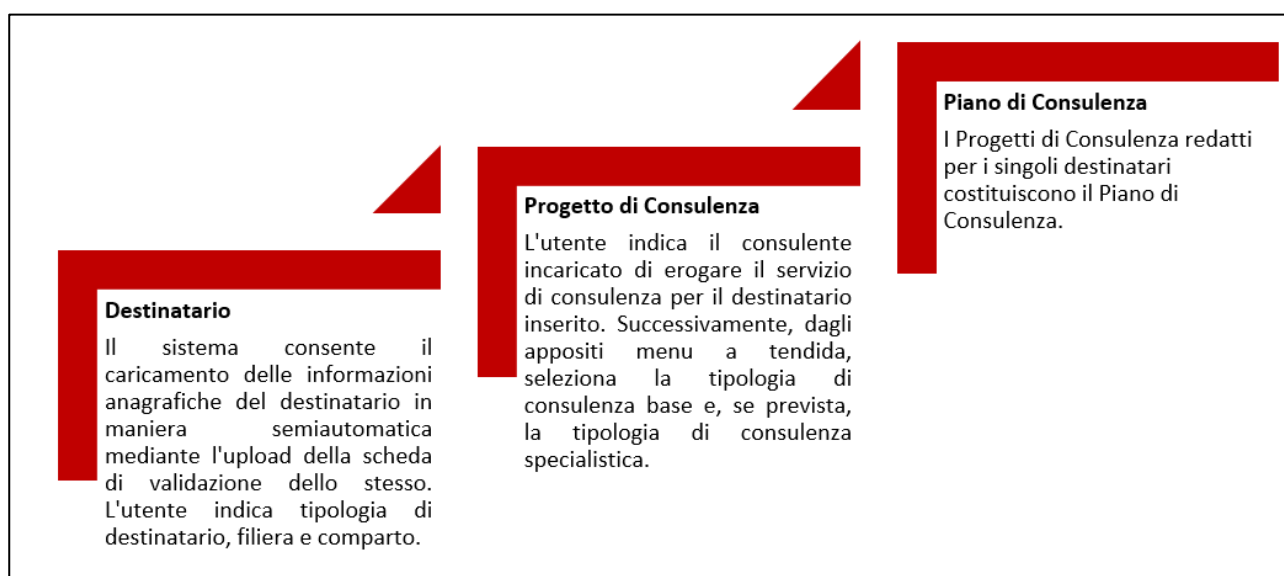 Destinatario
Il sistema consente il
caricamento delle informazioni
anagrafiche del destinatario in
maniera semiautomatica
mediante l'upload della scheda
di validazione dello stesso.
L'utente indica tipologia di
destinatario, filiera e comparto.
Progetto di Consulenza
L'utente indica il consulente
incaricato di erogare il servizio
di consulenza per il destinatario
inserito. Successivamente, dagli
appositi menu a tendida,
seleziona la tipologia di
consulenza base e, se prevista,
la tipologia di consulenza
specialistica.
Piano di Consulenza
I Progetti di Consulenza redatti
per i singoli destinatari
costituiscono il Piano di
Consulenza.